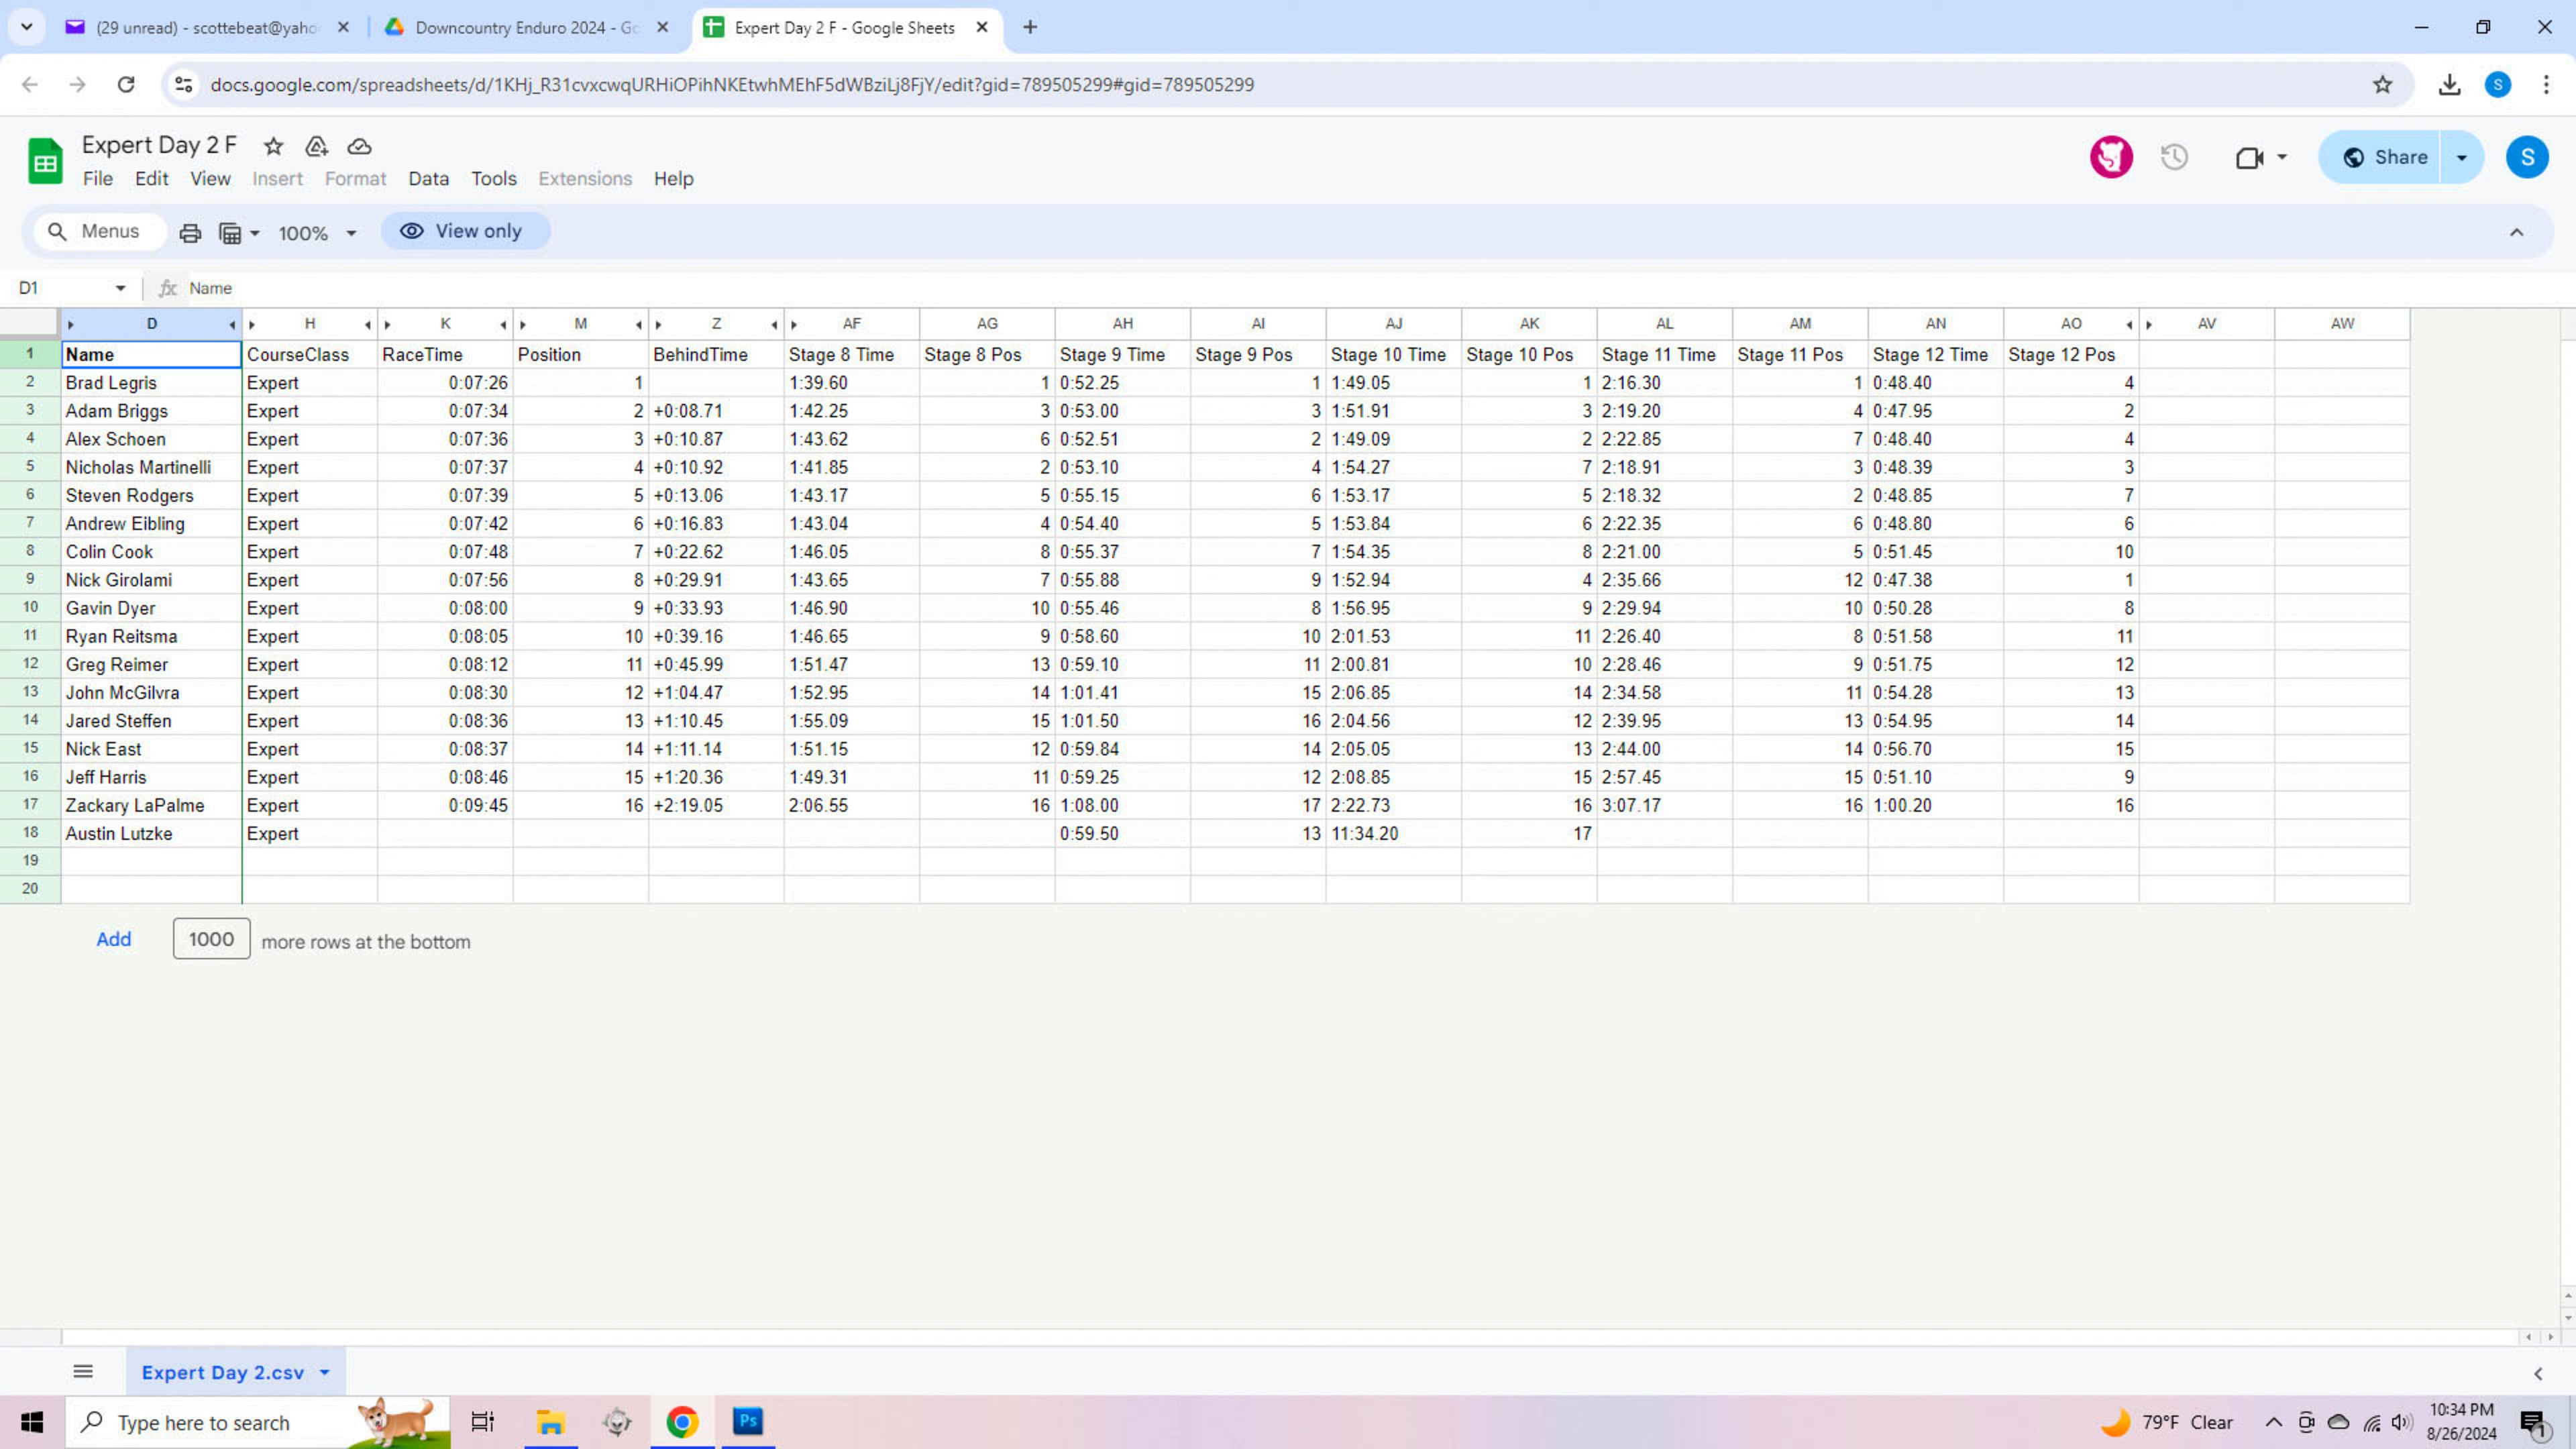 (29 unread) - scottebeat@yaho
Downcountry Enduro 2024 - Go
Expert Day 2 F - Google Sheets
docs.google.com/spreadsheets/d/1KHj_R31cvxcwqURHiOPihNKEtwhMEhF5dWBziLj8FjY/edit?gid=789505299#gid=789505299
S
Expert Day 2 F
File Edit View Insert Format Data Tools Extensions Help
Share
S
Menus 100% View only
D1 fx Name
D H K M Z AF AG AH AI AJ AK AL AM AN AO AV AW
1 Name CourseClass RaceTime Position BehindTime Stage 8 Time Stage 8 Pos Stage 9 Time Stage 9 Pos Stage 10 Time Stage 10 Pos Stage 11 Time Stage 11 Pos Stage 12 Time Stage 12 Pos
2 Brad Legris Expert 0:07:26 1 1:39.60 1 0:52.25 1 1:49.05 1 2:16.30 1 0:48.40 4
3 Adam Briggs Expert 0:07:34 2 +0:08.71 1:42.25 3 0:53.00 3 1:51.91 3 2:19.20 4 0:47.95 2
4 Alex Schoen Expert 0:07:36 3 +0:10.87 1:43.62 6 0:52.51 2 1:49.09 2 2:22.85 7 0:48.40 4
5 Nicholas Martinelli Expert 0:07:37 4 +0:10.92 1:41.85 2 0:53.10 4 1:54.27 7 2:18.91 3 0:48.39 3
6 Steven Rodgers Expert 0:07:39 5 +0:13.06 1:43.17 5 0:55.15 6 1:53.17 5 2:18.32 2 0:48.85 7
7 Andrew Eibling Expert 0:07:42 6 +0:16.83 1:43.04 4 0:54.40 5 1:53.84 6 2:22.35 6 0:48.80 6
8 Colin Cook Expert 0:07:48 7 +0:22.62 1:46.05 8 0:55.37 7 1:54.35 8 2:21.00 5 0:51.45 10
9 Nick Girolami Expert 0:07:56 8 +0:29.91 1:43.65 7 0:55.88 9 1:52.94 4 2:35.66 12 0:47.38 1
10 Gavin Dyer Expert 0:08:00 9 +0:33.93 1:46.90 10 0:55.46 8 1:56.95 9 2:29.94 10 0:50.28 8
11 Ryan Reitsma Expert 0:08:05 10 +0:39.16 1:46.65 9 0:58.60 10 2:01.53 11 2:26.40 8 0:51.58 11
12 Greg Reimer Expert 0:08:12 11 +0:45.99 1:51.47 13 0:59.10 11 2:00.81 10 2:28.46 9 0:51.75 12
13 John McGilvra Expert 0:08:30 12 +1:04.47 1:52.95 14 1:01.41 15 2:06.85 14 2:34.58 11 0:54.28 13
14 Jared Steffen Expert 0:08:36 13 +1:10.45 1:55.09 15 1:01.50 16 2:04.56 12 2:39.95 13 0:54.95 14
15 Nick East Expert 0:08:37 14 +1:11.14 1:51.15 12 0:59.84 14 2:05.05 13 2:44.00 14 0:56.70 15
16 Jeff Harris Expert 0:08:46 15 +1:20.36 1:49.31 11 0:59.25 12 2:08.85 15 2:57.45 15 0:51.10 9
17 Zackary LaPalme Expert 0:09:45 16 +2:19.05 2:06.55 16 1:08.00 17 2:22.73 16 3:07.17 16 1:00.20 16
18 Austin Lutzke Expert 0:59.50 13 11:34.20 17
19
20
Add 1000 more rows at the bottom
Expert Day 2.csv
Type here to search
Ps
79°F Clear
10:34 PM
8/26/2024
1